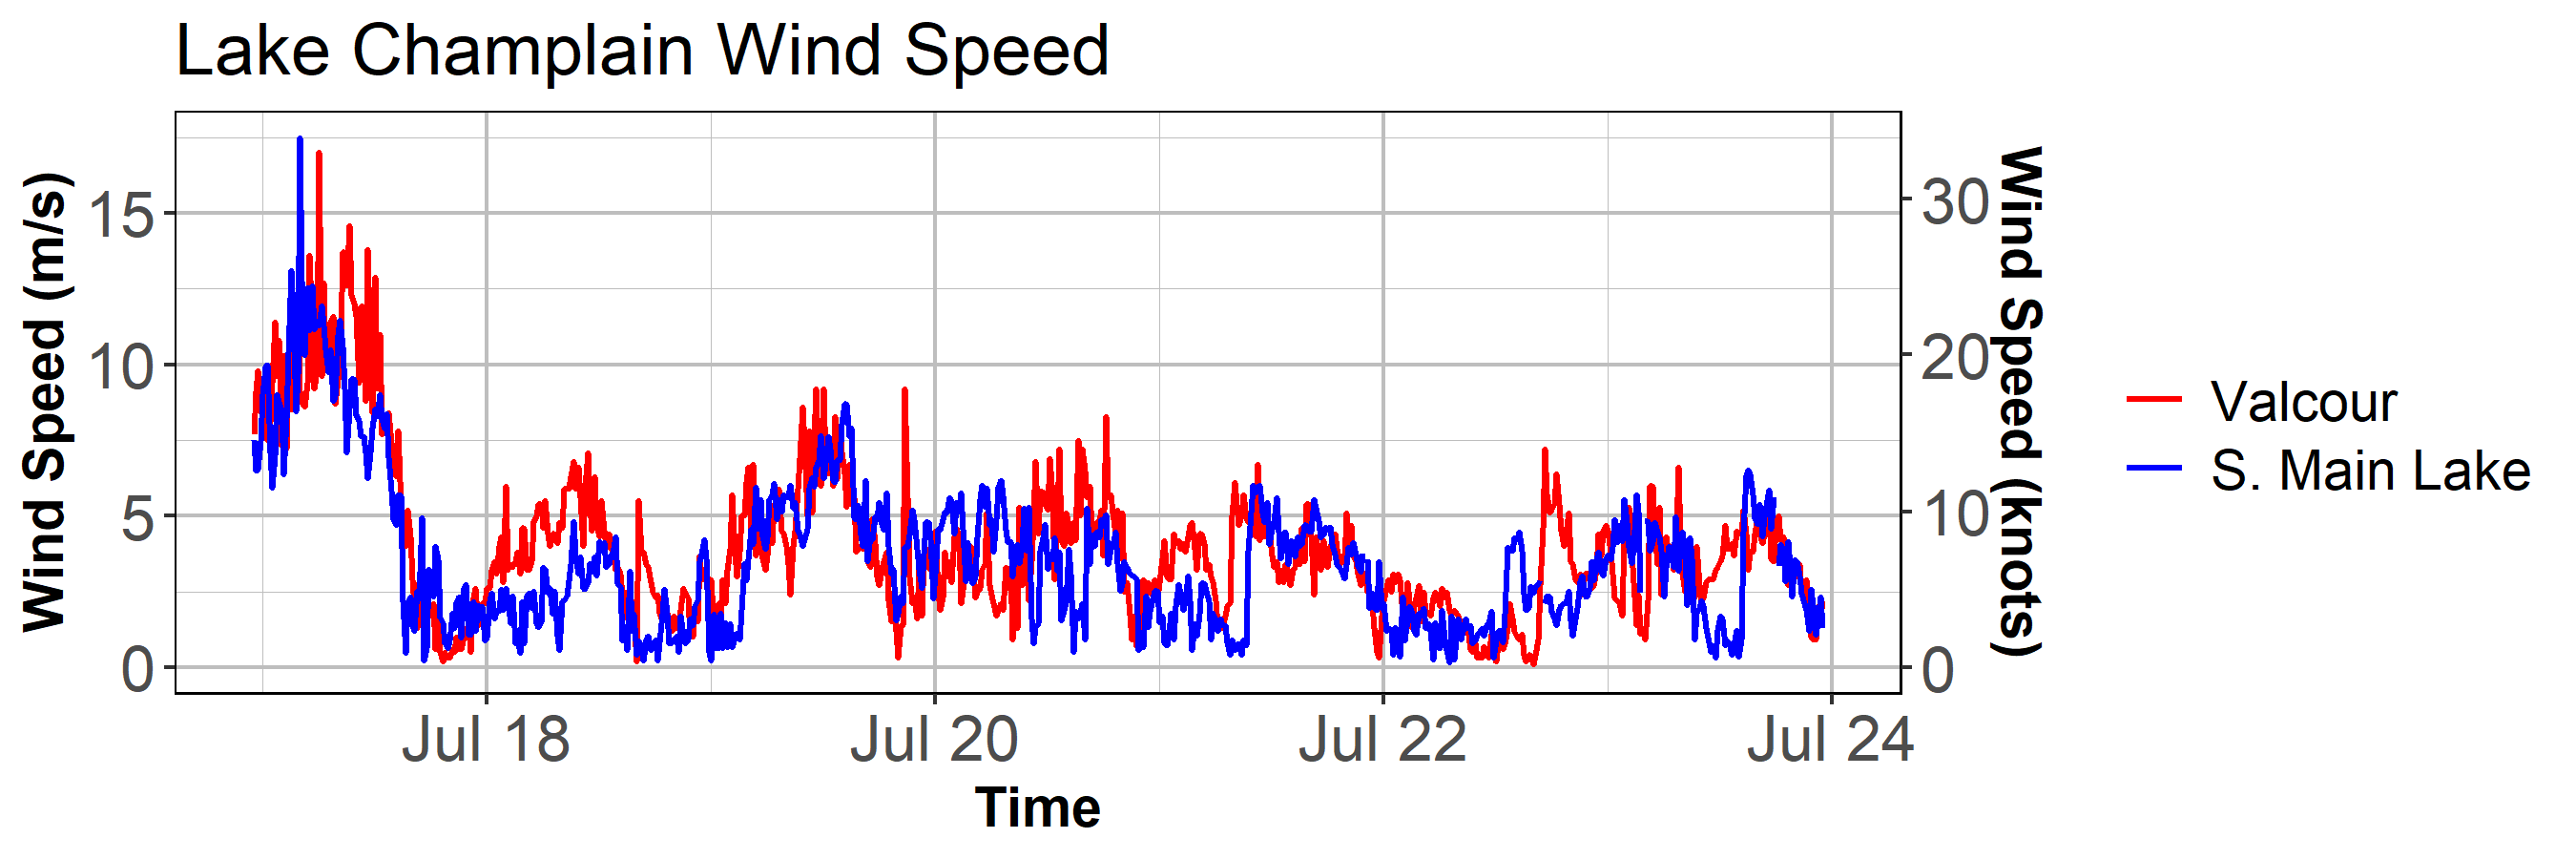 Lake Champlain Wind Speed
Wind Speed (m/s)
15
10
5
0
30
20
10
0
Wind Speed (knots)
Jul 18
Jul 20
Jul 22
Jul 24
Time
Valcour
S. Main Lake